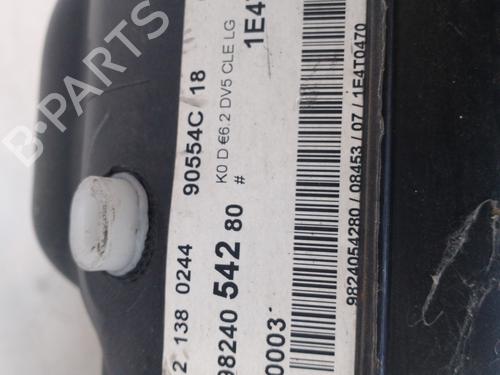 1E4
90554C 18
K0 D €6.2 DV5 CLE LG
2 138 0244
98240 542 80 #
0003
9824054280 / 08453 / 07 / 1E4T0470
B-PARTS